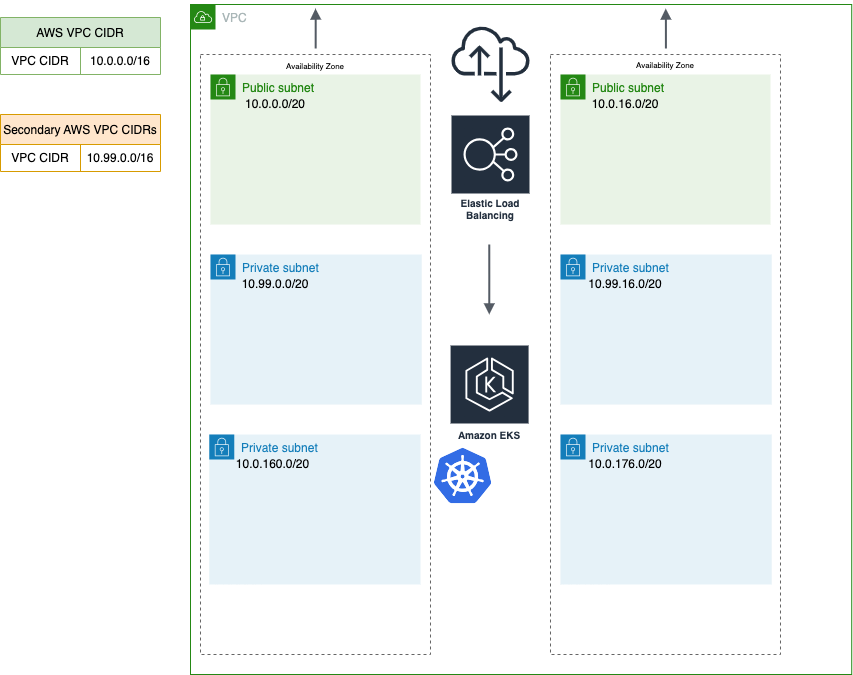 AWS VPC CIDR
VPC CIDR 10.0.0.0/16
Secondary AWS VPC CIDRs
VPC CIDR 10.99.0.0/16
VPC
Availability Zone
Public subnet
10.0.0.0/20
Private subnet
10.99.0.0/20
Private subnet
10.0.160.0/20
Elastic Load
Balancing
Amazon EKS
K
Availability Zone
Public subnet
10.0.16.0/20
Private subnet
10.99.16.0/20
Private subnet
10.0.176.0/20